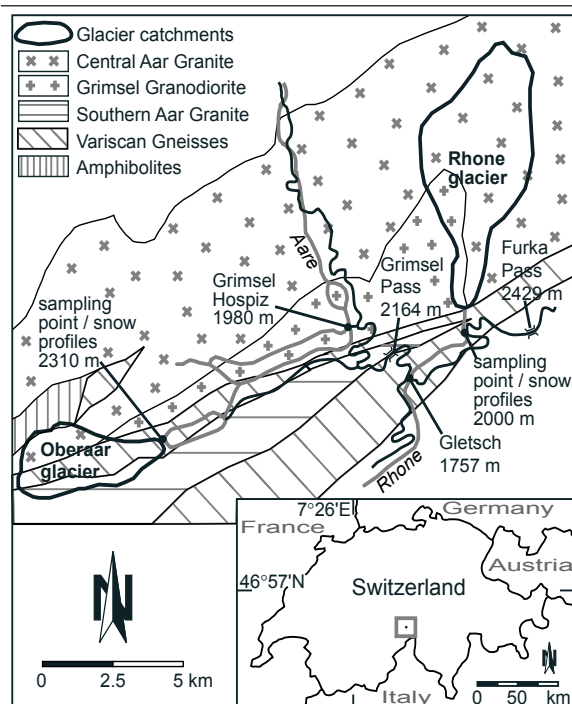 Glacier catchments
Central Aar Granite
Grimsel Granodiorite
Southern Aar Granite
Variscan Gneisses
Amphibolites
Rhone
glacier
Aare
Grimsel
Pass
2164 m
Furka
Pass
2429 m
Grimsel
Hospiz
1980 m
sampling
point / snow
profiles
2310 m
sampling
point / snow
profiles
2000 m
Oberaar
glacier
Gletsch
1757 m
Rhone
N
0 2.5 5 km
7°26'E
Germany
France
Austria
46°57'N
Switzerland
Italy
N
0 50 km